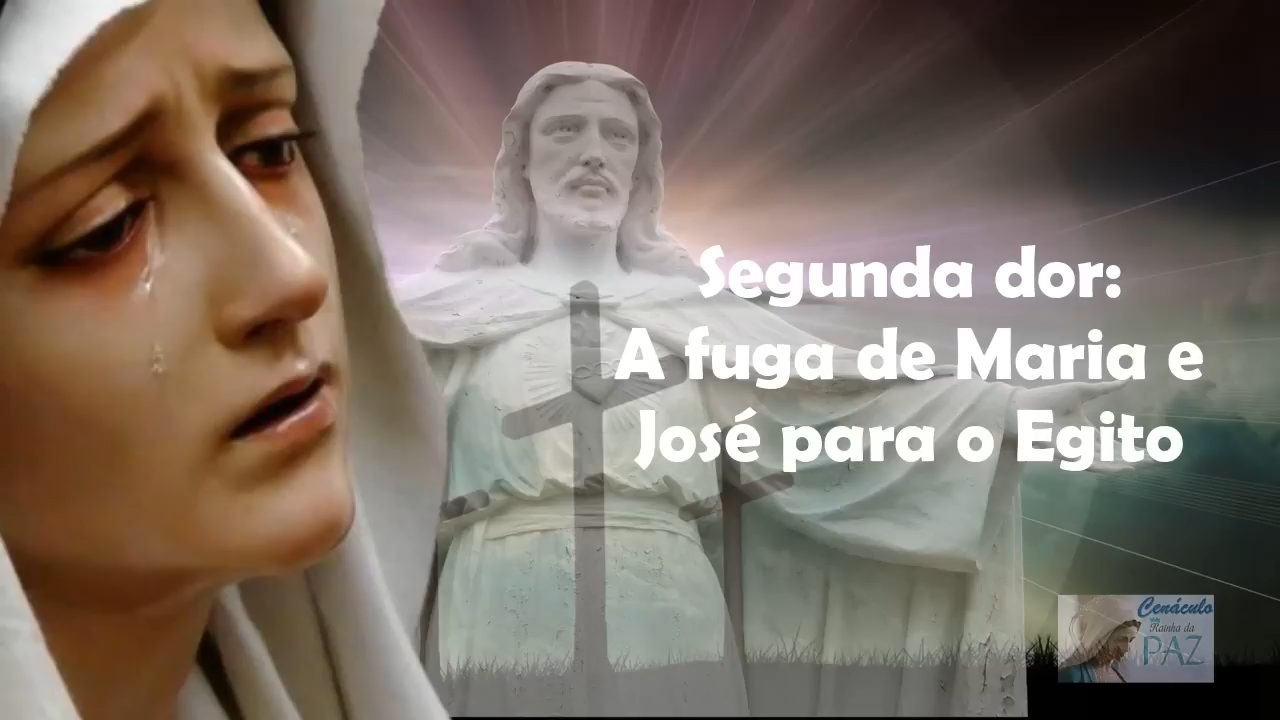 Segunda dor:
A fuga de Maria e
José para o Egito
Cenáculo
Rainha da
PAZ